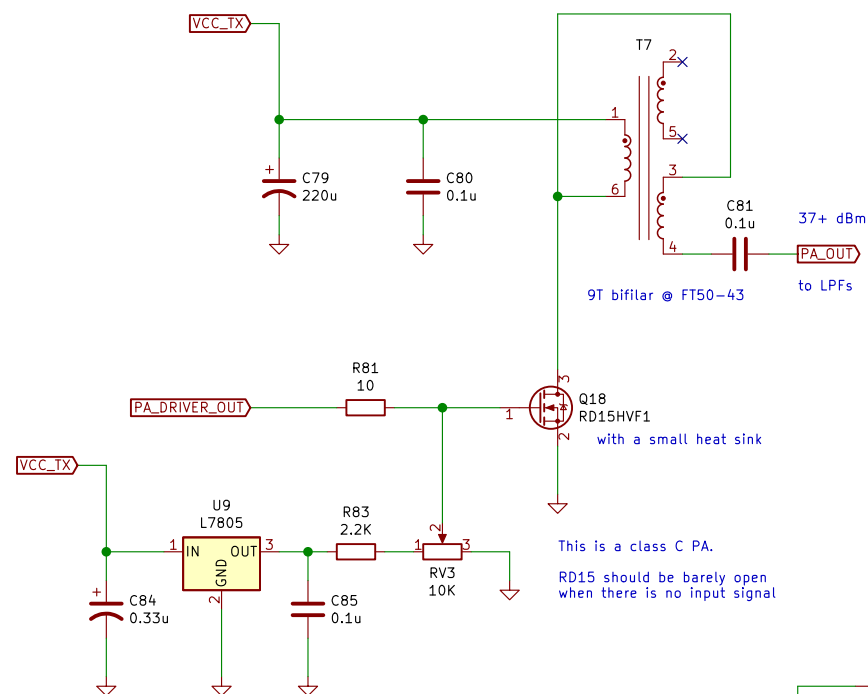 VCC_TX
T7
2
1
5
+
C79
220u
C80
0.1u
6
3
C81
0.1u
37+ dBm
4
PA_OUT
9T bifilar @ FT50-43
to LPFs
R81
10
3
PA_DRIVER_OUT
1
Q18
RD15HVF1
2
with a small heat sink
VCC_TX
U9
L7805
R83
2.2K
1
IN
OUT
3
GND
2
1
2
3
RV3
10K
This is a class C PA.
RD15 should be barely open
when there is no input signal
+
C84
0.33u
C85
0.1u